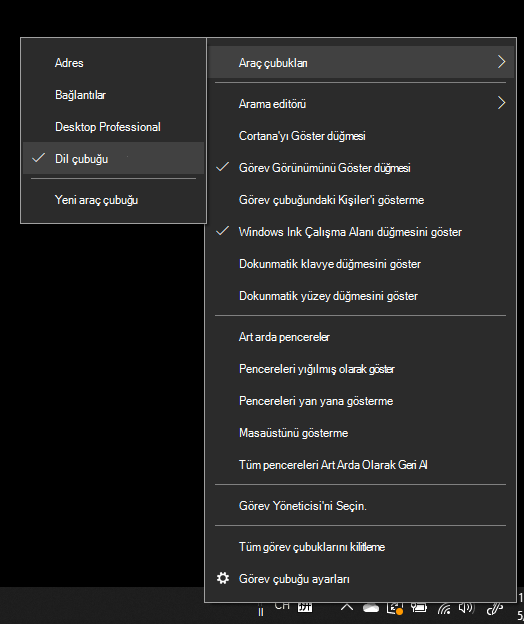 Adres
Bağlantılar
Desktop Professional
Dil çubuğu
Yeni araç çubuğu
Araç çubukları
Arama editörü
Cortana'yı Göster düğmesi
Görev Görünümünü Göster düğmesi
Görev çubuğundaki Kişiler'i gösterme
Windows Ink Çalışma Alanı düğmesini göster
Dokunmatik klavye düğmesini göster
Dokunmatik yüzey düğmesini göster
Art arda pencereler
Pencereleri yığılmış olarak göster
Pencereleri yan yana gösterme
Masaüstünü gösterme
Tüm pencereleri Art Arda Olarak Geri Al
Görev Yöneticisi'ni Seçin.
Tüm görev çubuklarını kilitleme
Görev çubuğu ayarları
CH 拼